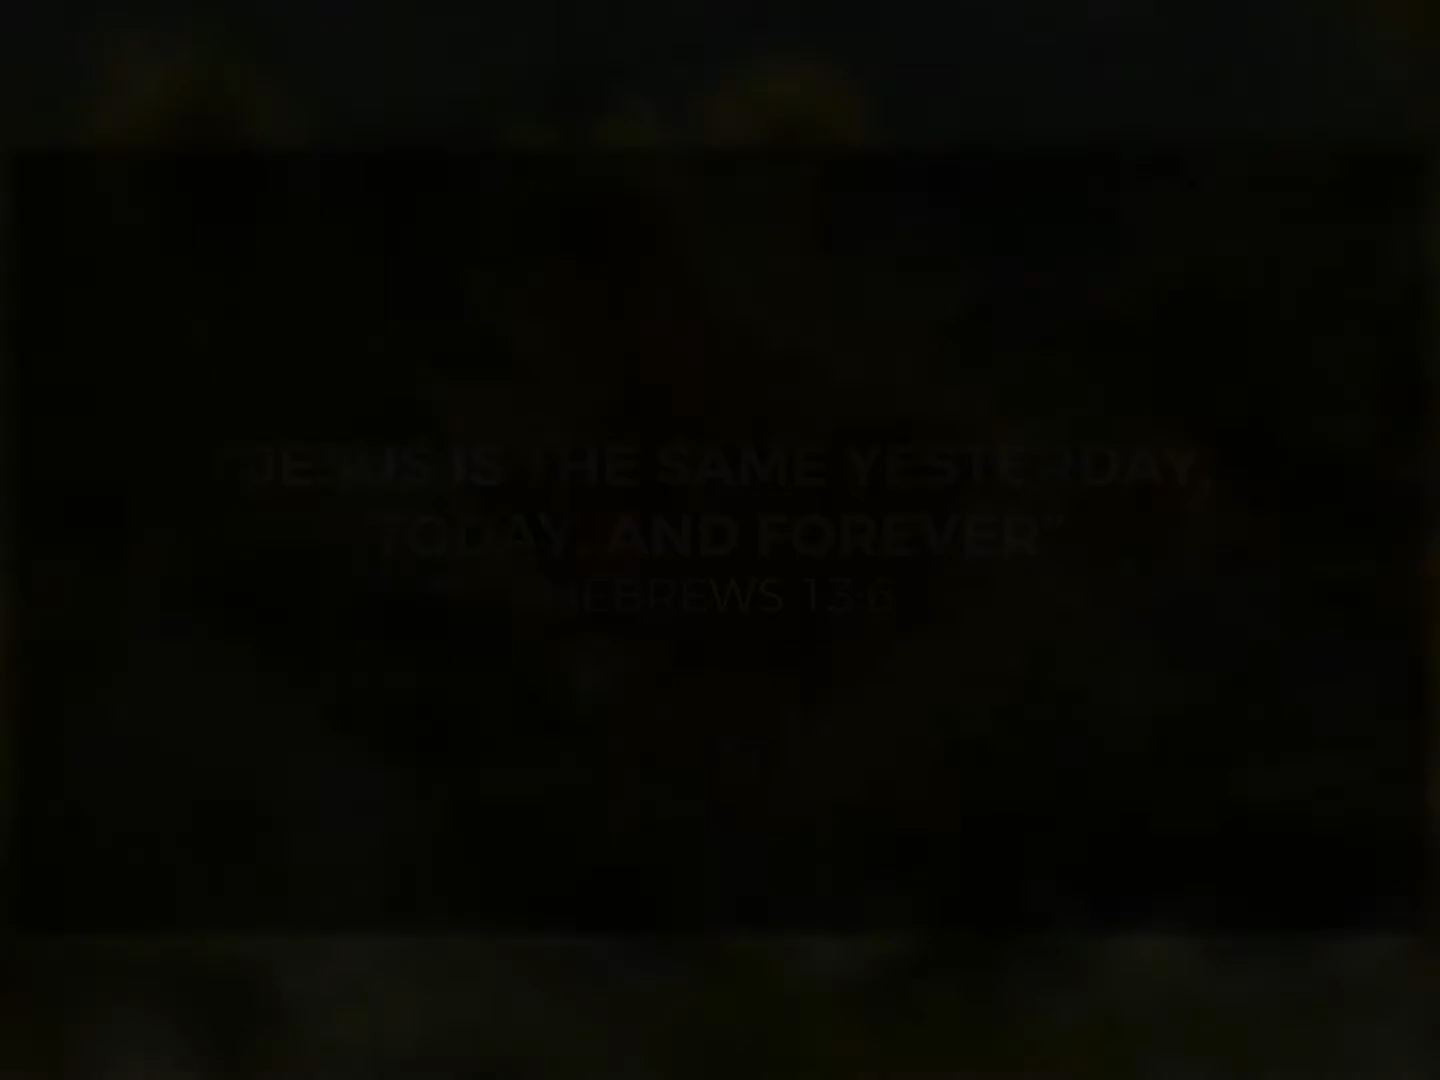 "JESUS IS THE SAME YESTERDAY,
TODAY, AND FOREVER"
HEBREWS 13:6